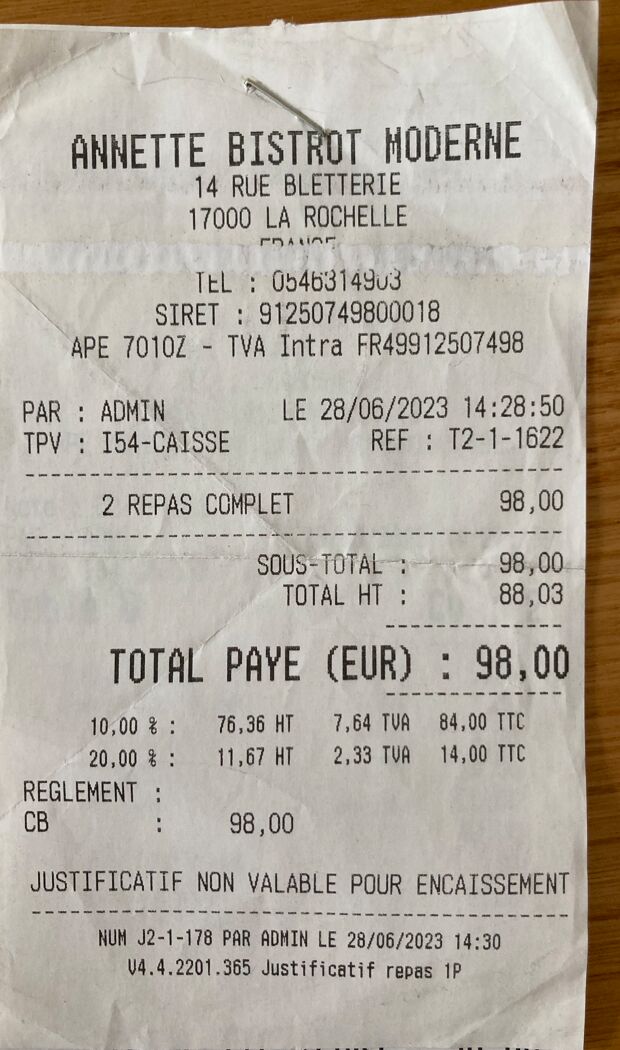 ANNETTE BISTROT MODERNE
14 RUE BLETTERIE
17000 LA ROCHELLE
FRANCE
TEL : 0546314903
SIRET : 91250749800018
APE 7010Z - TVA Intra FR49912507498
PAR : ADMIN LE 28/06/2023 14:28:50
TPV : I54-CAISSE REF : T2-1-1622
2 REPAS COMPLET 98,00
SOUS-TOTAL : 98,00
TOTAL HT : 88,03
TOTAL PAYE (EUR) : 98,00
10,00 % : 76,36 HT 7,64 TVA 84,00 TTC
20,00 % : 11,67 HT 2,33 TVA 14,00 TTC
REGLEMENT :
CB : 98,00
JUSTIFICATIF NON VALABLE POUR ENCAISSEMENT
NUM J2-1-178 PAR ADMIN LE 28/06/2023 14:30
V4.4.2201.365 Justificatif repas 1P